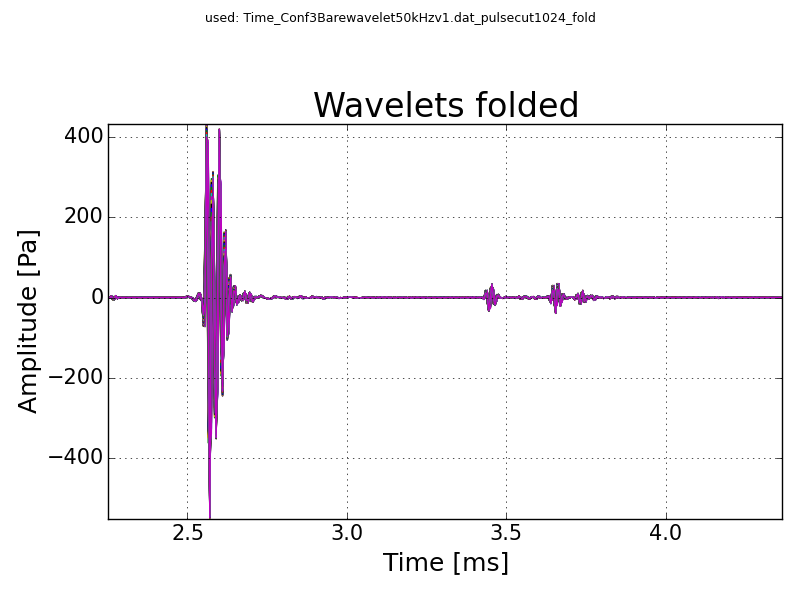 used: Time_Conf3Barewavelet50kHzv1.dat_pulsecut1024_fold
Wavelets folded
Amplitude [Pa]
400
200
0
−200
−400
2.5 3.0 3.5 4.0
Time [ms]